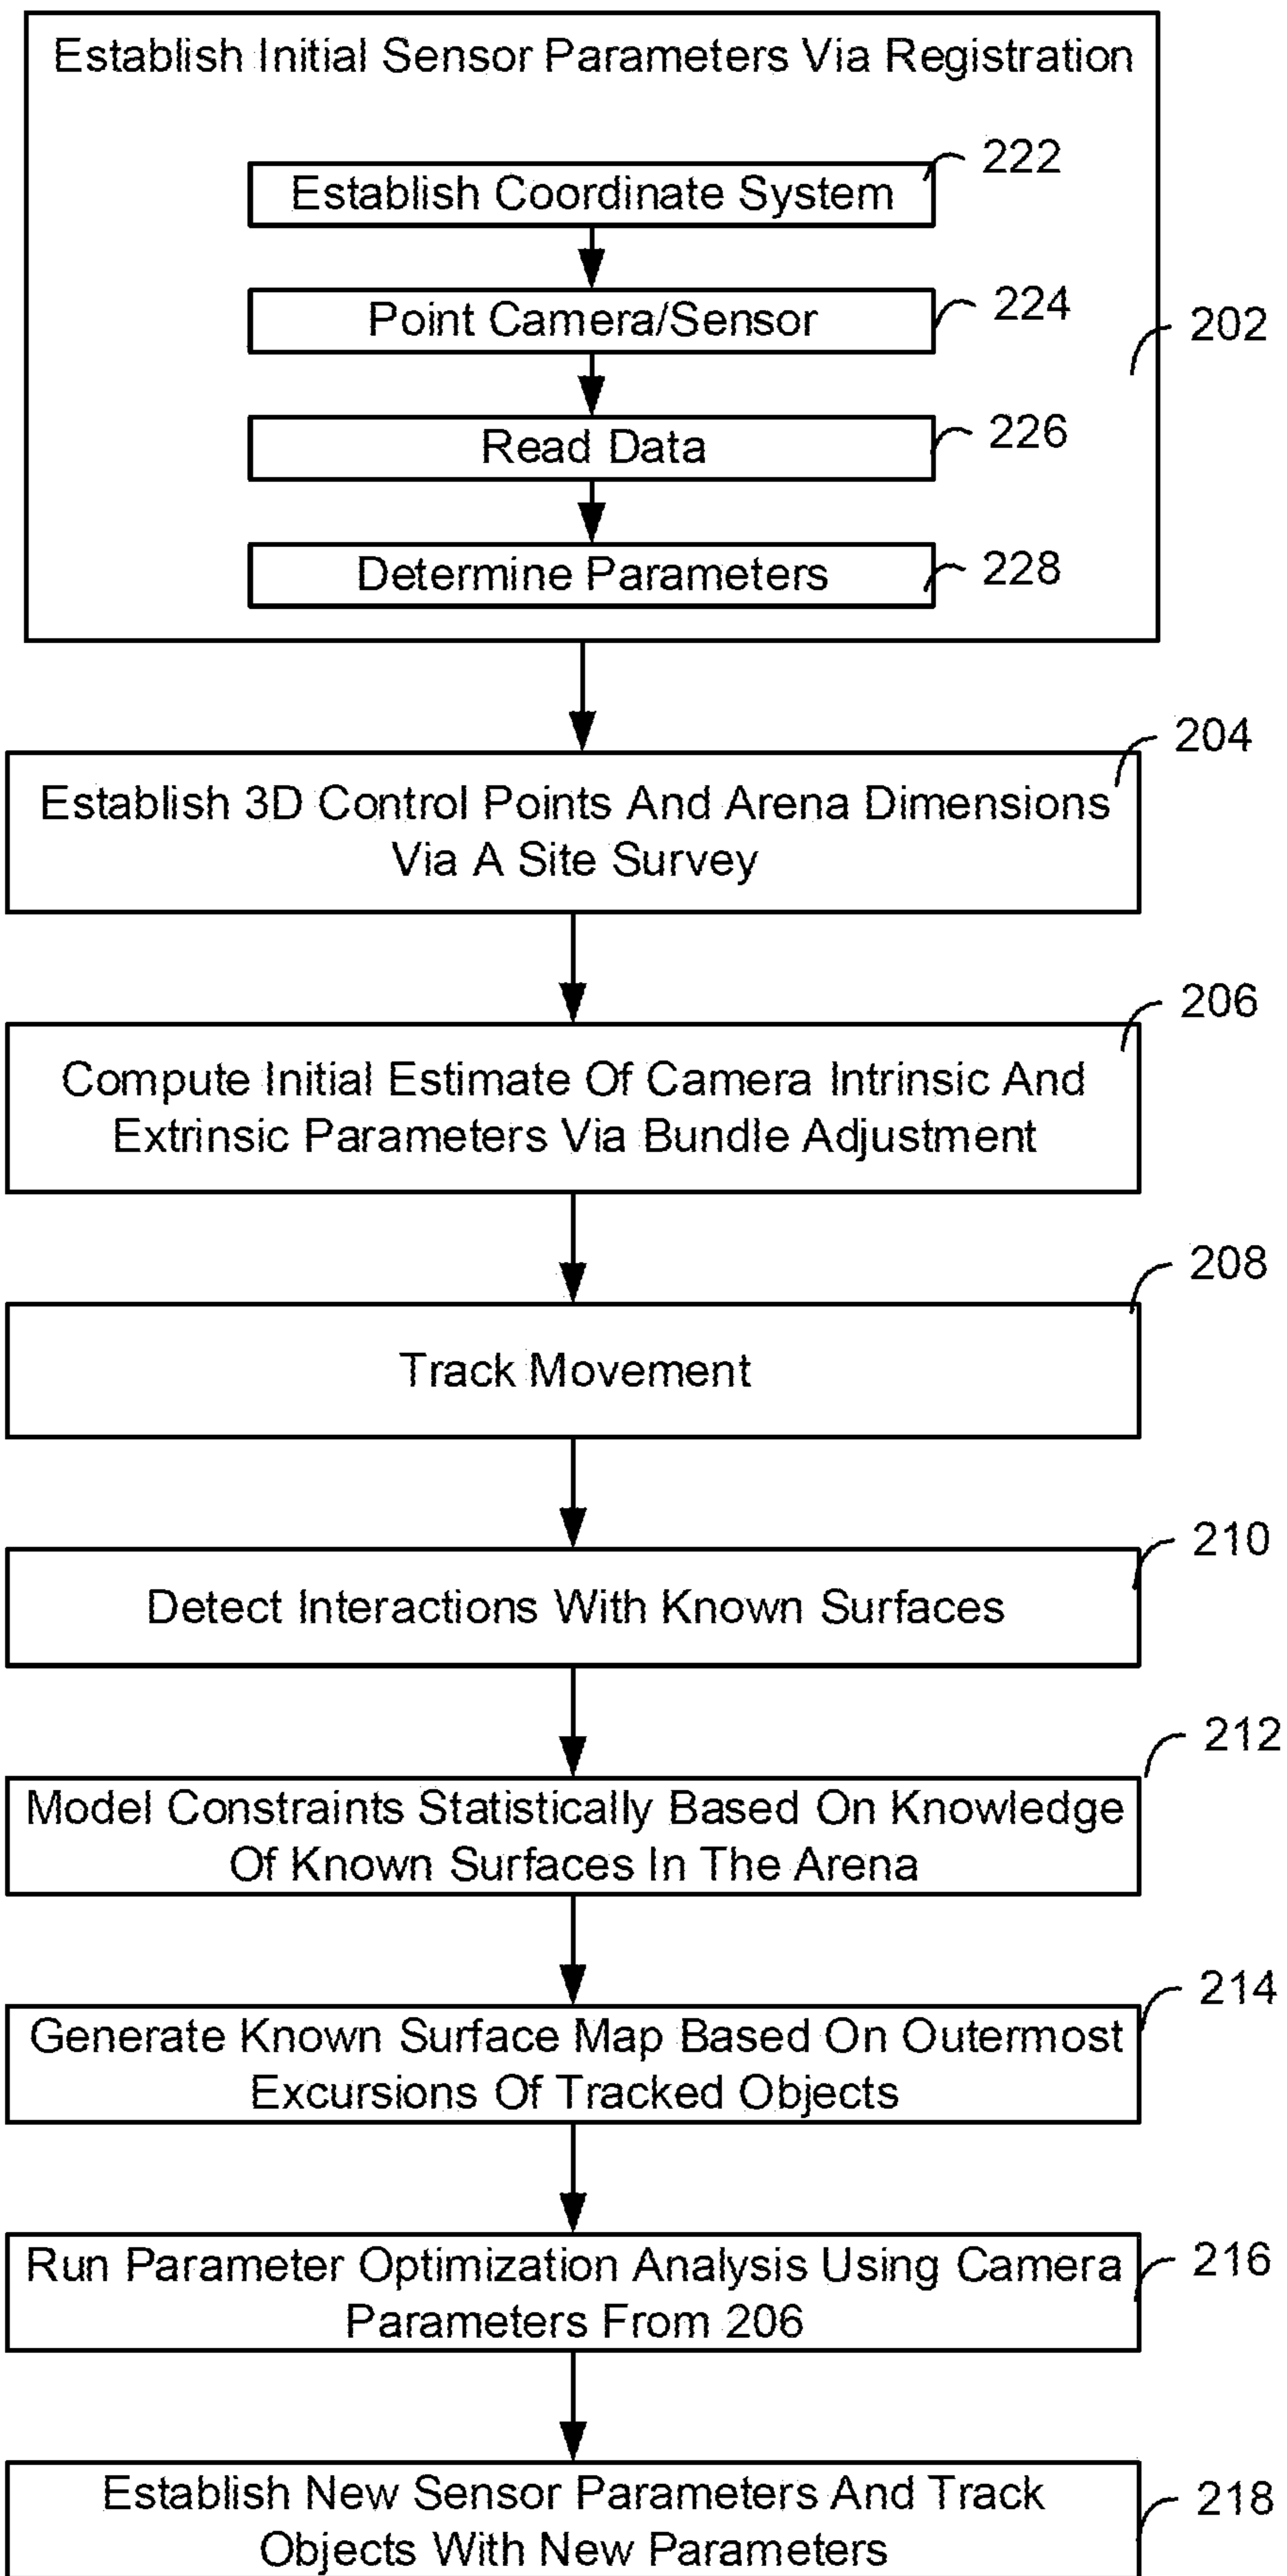 Establish Initial Sensor Parameters Via Registration
222
Establish Coordinate System
224
Point Camera/Sensor
202
226
Read Data
228
Determine Parameters
204
Establish 3D Control Points And Arena Dimensions
Via A Site Survey
206
Compute Initial Estimate Of Camera Intrinsic And
Extrinsic Parameters Via Bundle Adjustment
208
Track Movement
210
Detect Interactions With Known Surfaces
212
Model Constraints Statistically Based On Knowledge
Of Known Surfaces In The Arena
214
Generate Known Surface Map Based On Outermost
Excursions Of Tracked Objects
216
Run Parameter Optimization Analysis Using Camera
Parameters From 206
218
Establish New Sensor Parameters And Track
Objects With New Parameters